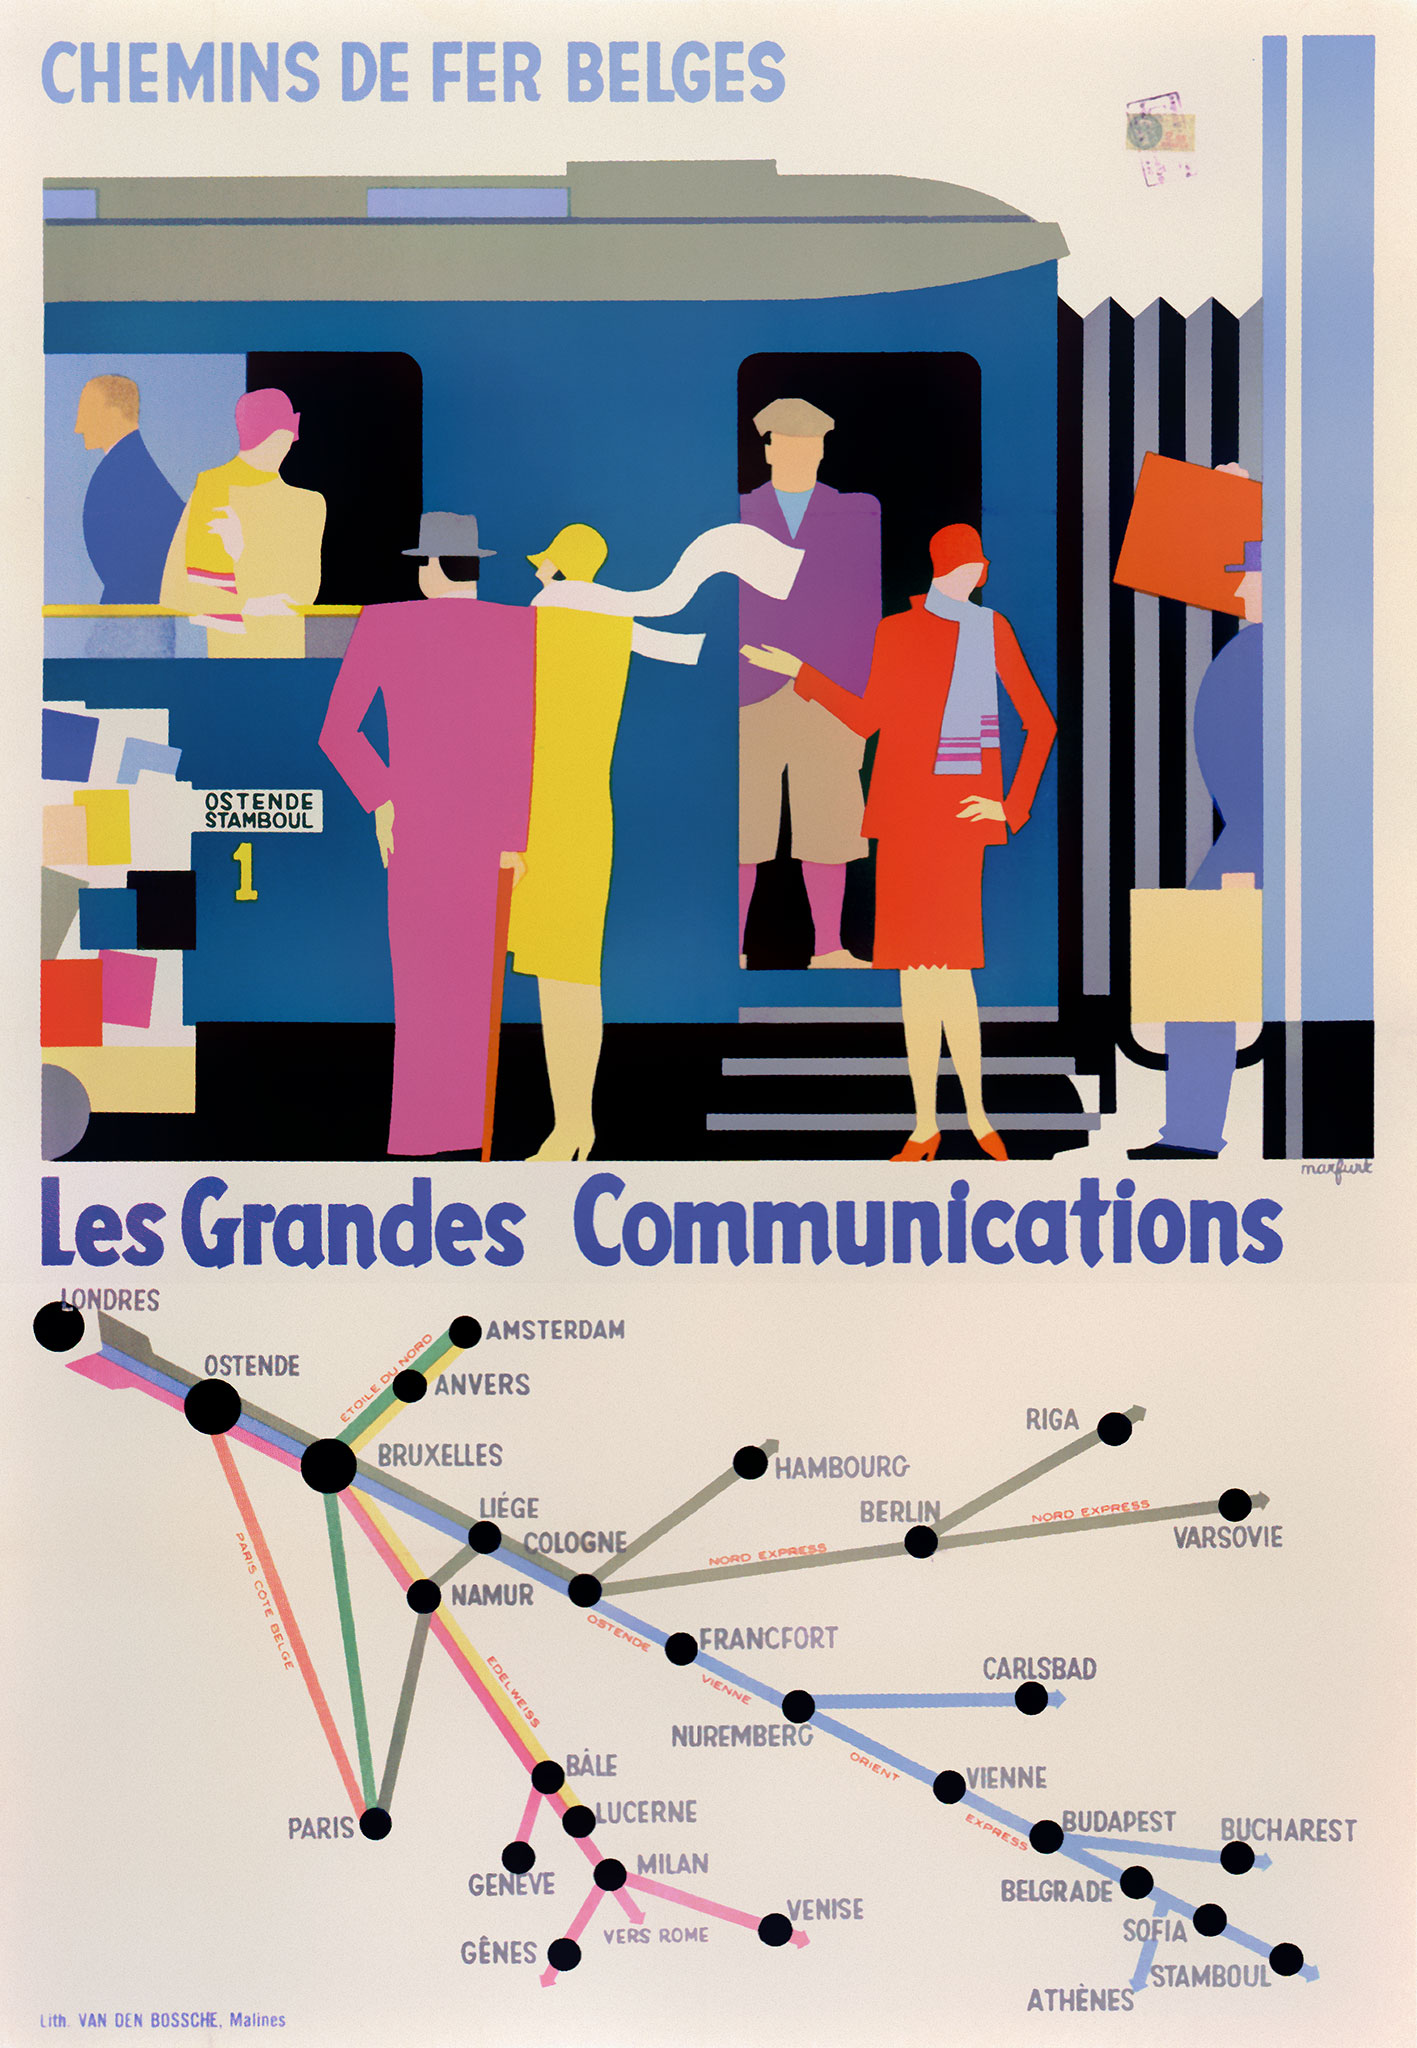 CHEMINS DE FER BELGES
OSTENDE
STAMBOUL
1
marfurt
Les Grandes Communications
LONDRES
OSTENDE
ETOILE DU NORD
AMSTERDAM
ANVERS
BRUXELLES
LIÉGE
COLOGNE
HAMBOURG
RIGA
BERLIN
NORD EXPRESS
NORD EXPRESS
VARSOVIE
PARIS COTE BELGE
NAMUR
OSTENDE
FRANCFORT
VIENNE
CARLSBAD
NUREMBERG
ORIENT
EDELWEISS
VIENNE
EXPRESS
BÂLE
LUCERNE
PARIS
BUDAPEST
BUCHAREST
GENÈVE
MILAN
BELGRADE
VENISE
VERS ROME
SOFIA
GÊNES
STAMBOUL
ATHÈNES
Lith. VAN DEN BOSSCHE, Malines